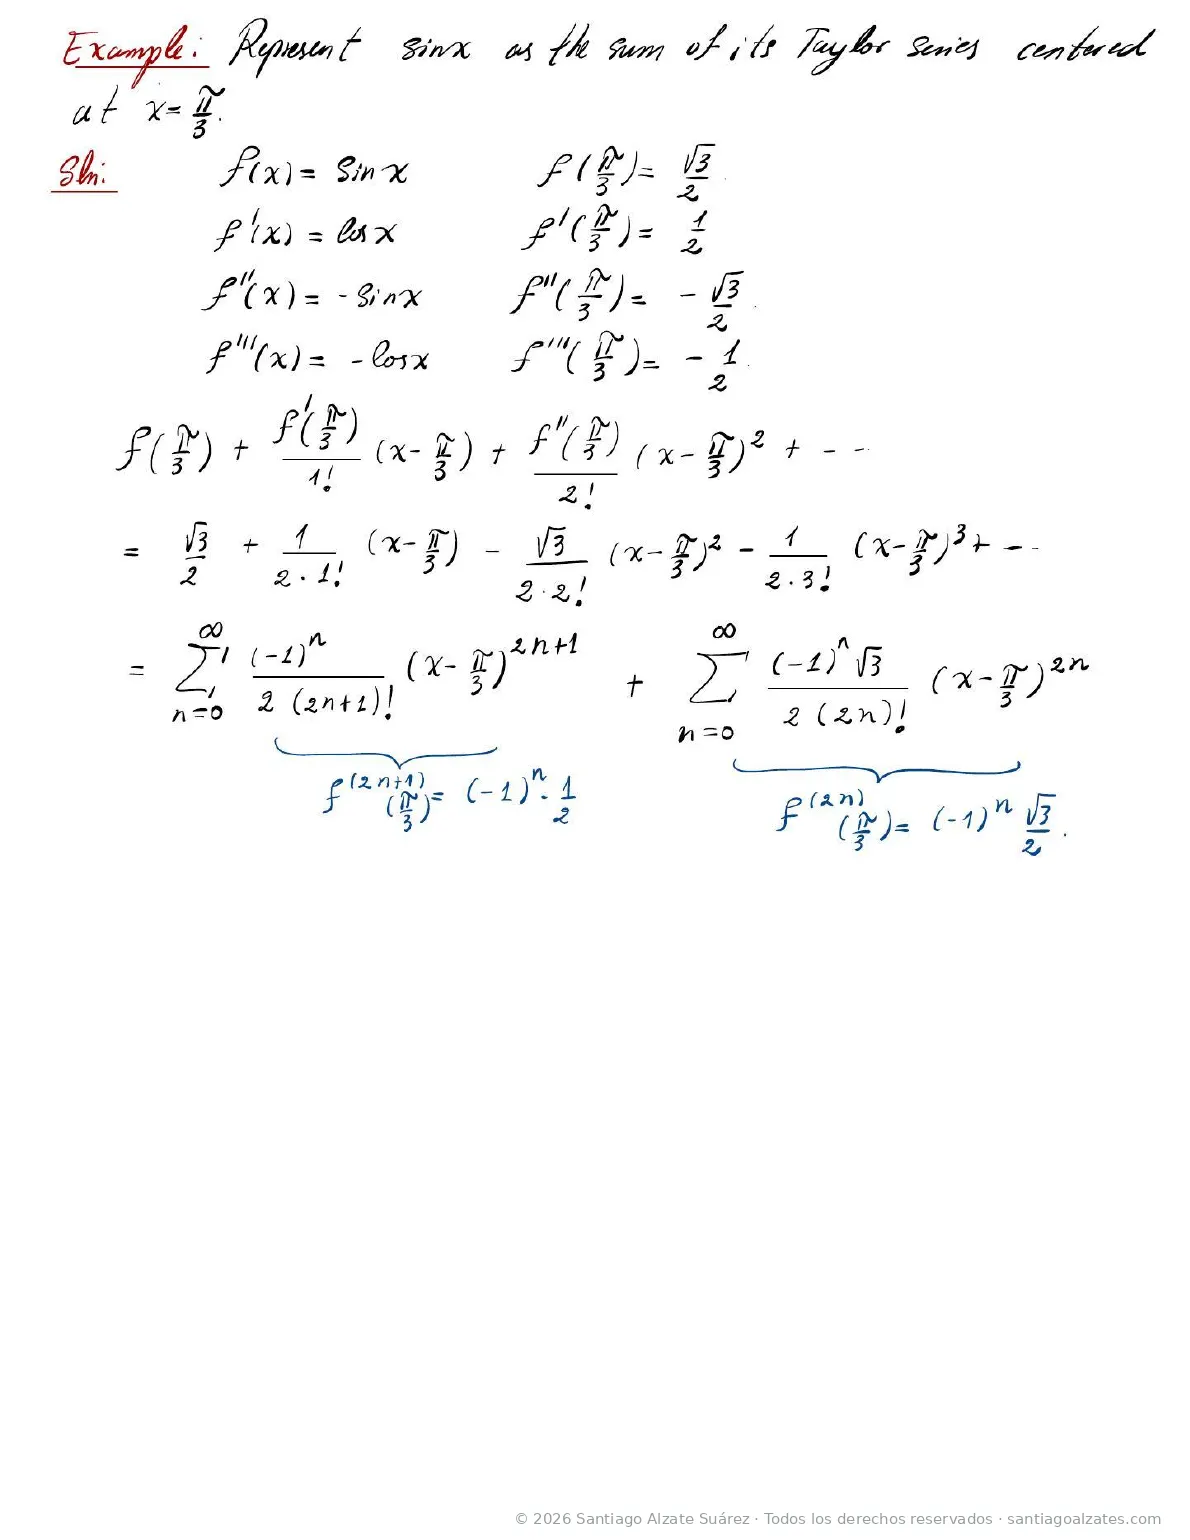 Example: Represent sinx as the sum of its Taylor series centered
at x = π/3.
Sln: f(x) = Sin x f(π/3) = √3/2.
f'(x) = Cos x f'(π/3) = 1/2
f''(x) = - Sin x f''(π/3) = - √3/2.
f'''(x) = - Cos x f'''(π/3) = - 1/2.
f(π/3) + f'(π/3)/1! (x - π/3) + f''(π/3)/2! (x - π/3)^2 + - -
= √3/2 + 1/(2 · 1!) (x - π/3) - √3/(2 · 2!) (x - π/3)^2 - 1/(2 · 3!) (x - π/3)^3 + - -
= ∑_{n=0}^{∞} (-1)^n/(2 (2n+1)!) (x - π/3)^{2n+1} + ∑_{n=0}^{∞} (-1)^n √3/(2 (2n)!) (x - π/3)^{2n}
f^{(2n+1)}(π/3) = (-1)^n · 1/2 f^{(2n)}(π/3) = (-1)^n √3/2.
© 2026 Santiago Alzate Suárez · Todos los derechos reservados · santiagoalzates.com